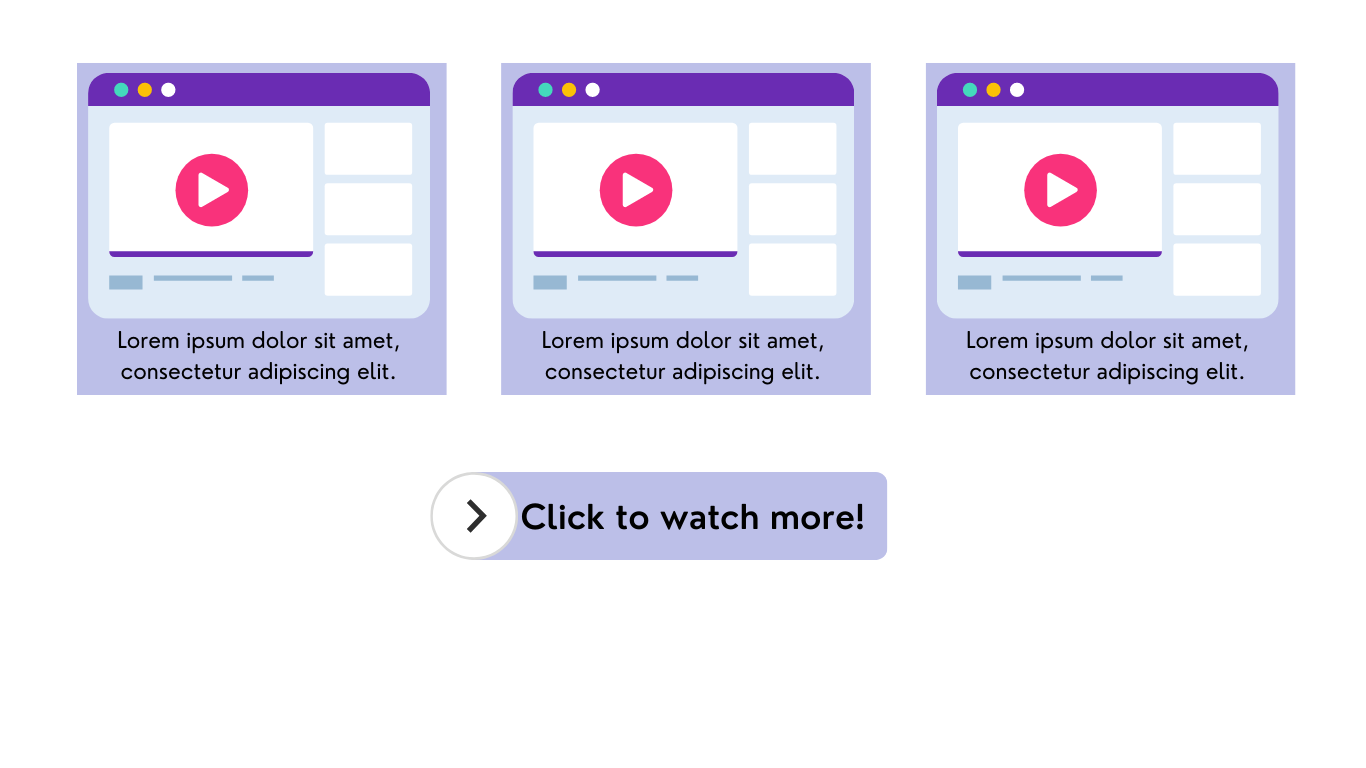 Lorem ipsum dolor sit amet,
consectetur adipiscing elit.
Lorem ipsum dolor sit amet,
consectetur adipiscing elit.
Lorem ipsum dolor sit amet,
consectetur adipiscing elit.
Click to watch more!